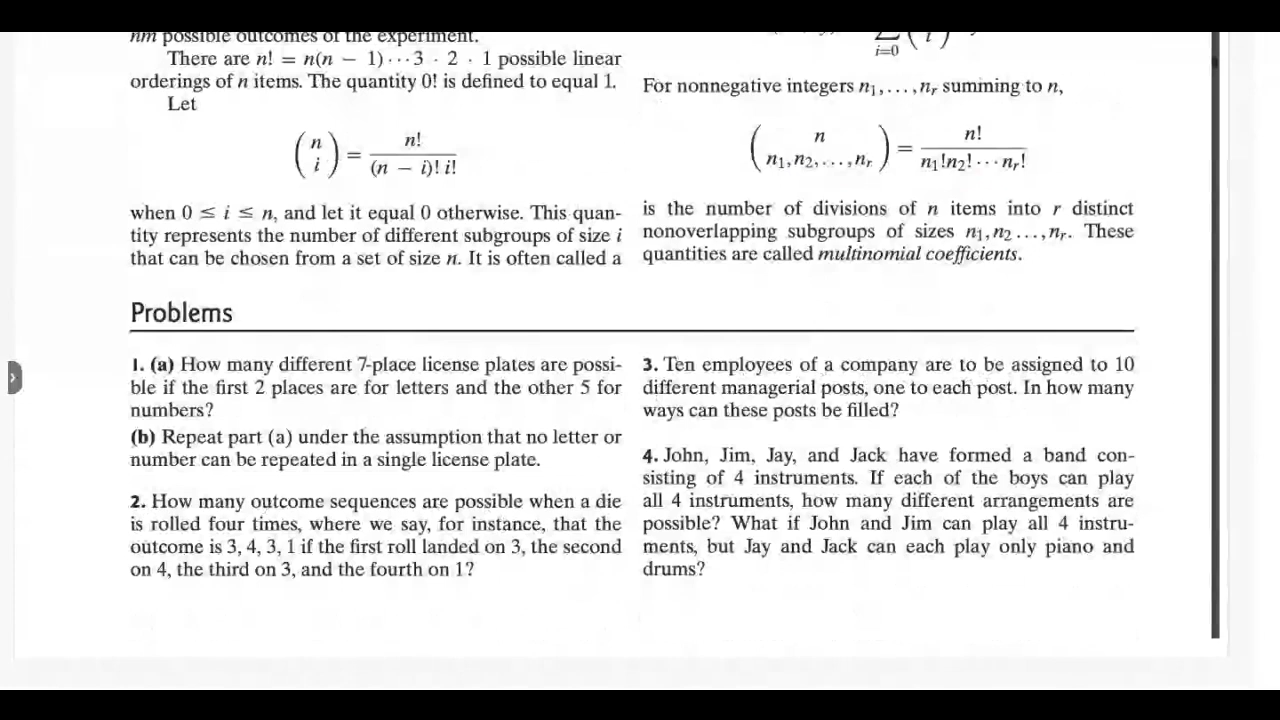 nm possible outcomes of the experiment.
There are n! = n(n − 1)···3 · 2 · 1 possible linear
orderings of n items. The quantity 0! is defined to equal 1.
Let
(n i) = n! / (n − i)! i!
when 0 ≤ i ≤ n, and let it equal 0 otherwise. This quan-
tity represents the number of different subgroups of size i
that can be chosen from a set of size n. It is often called a
i=0
For nonnegative integers n₁,...,nᵣ summing to n,
(n n₁,n₂,...,nᵣ) = n! / n₁!n₂!···nᵣ!
is the number of divisions of n items into r distinct
nonoverlapping subgroups of sizes n₁,n₂...,nᵣ. These
quantities are called multinomial coefficients.
Problems
1. (a) How many different 7-place license plates are possi-
ble if the first 2 places are for letters and the other 5 for
numbers?
(b) Repeat part (a) under the assumption that no letter or
number can be repeated in a single license plate.
2. How many outcome sequences are possible when a die
is rolled four times, where we say, for instance, that the
outcome is 3, 4, 3, 1 if the first roll landed on 3, the second
on 4, the third on 3, and the fourth on 1?
3. Ten employees of a company are to be assigned to 10
different managerial posts, one to each post. In how many
ways can these posts be filled?
4. John, Jim, Jay, and Jack have formed a band con-
sisting of 4 instruments. If each of the boys can play
all 4 instruments, how many different arrangements are
possible? What if John and Jim can play all 4 instru-
ments, but Jay and Jack can each play only piano and
drums?